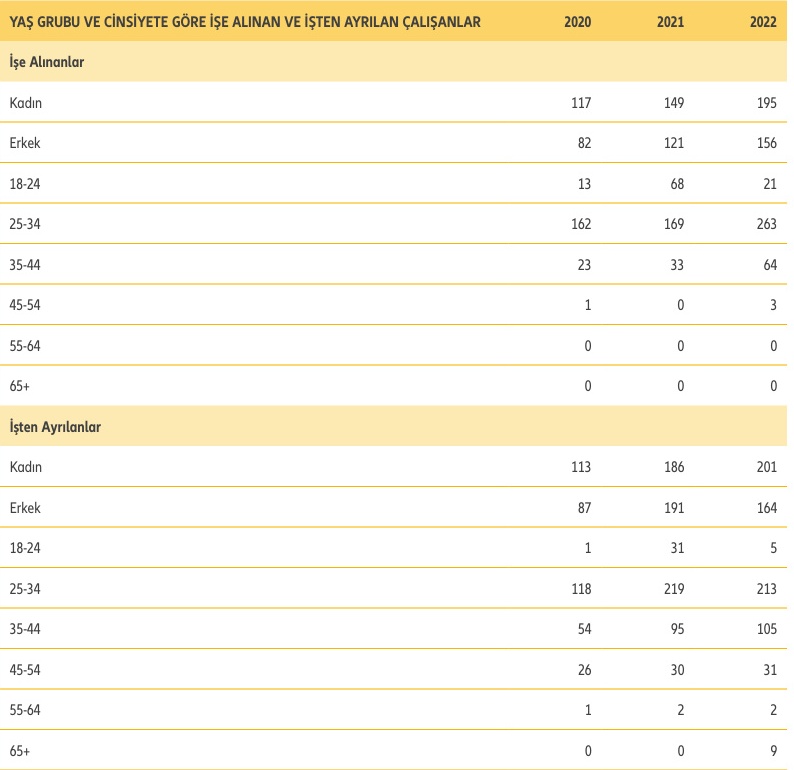 YAŞ GRUBU VE CİNSİYETE GÖRE İŞE ALINAN VE İŞTEN AYRILAN ÇALIŞANLAR 2020 2021 2022
İşe Alınanlar
Kadın 117 149 195
Erkek 82 121 156
18-24 13 68 21
25-34 162 169 263
35-44 23 33 64
45-54 1 0 3
55-64 0 0 0
65+ 0 0 0
İşten Ayrılanlar
Kadın 113 186 201
Erkek 87 191 164
18-24 1 31 5
25-34 118 219 213
35-44 54 95 105
45-54 26 30 31
55-64 1 2 2
65+ 0 0 9